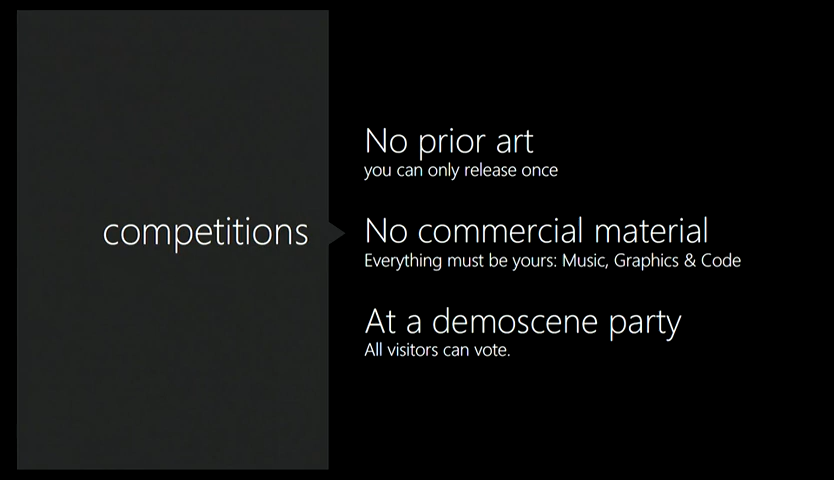 competitions
No prior art
you can only release once
No commercial material
Everything must be yours: Music, Graphics & Code
At a demoscene party
All visitors can vote.